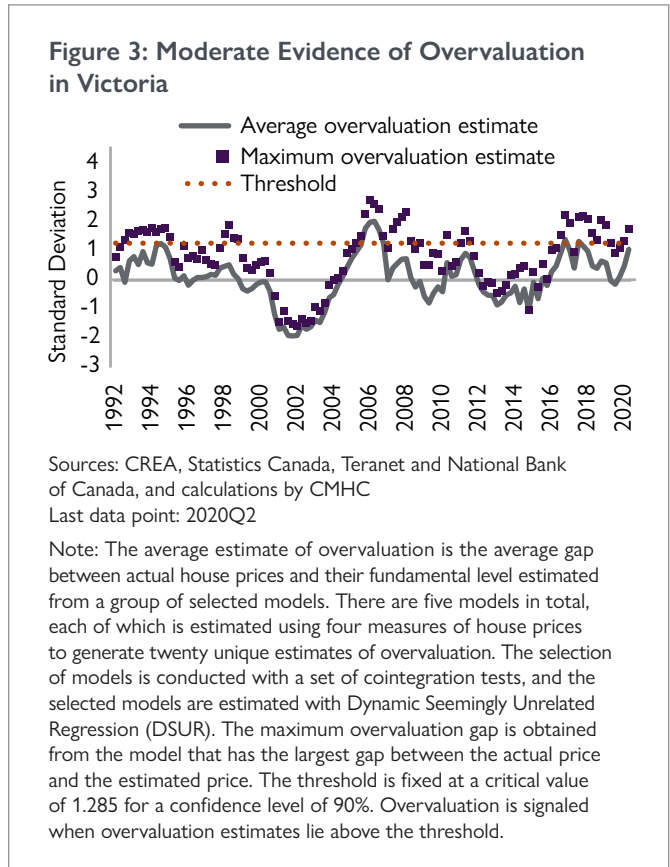 Figure 3: Moderate Evidence of Overvaluation
in Victoria
Average overvaluation estimate
Maximum overvaluation estimate
Threshold
Standard Deviation
4
3
2
1
0
-1
-2
-3
1992
1994
1996
1998
2000
2002
2004
2006
2008
2010
2012
2014
2016
2018
2020
Sources: CREA, Statistics Canada, Teranet and National Bank
of Canada, and calculations by CMHC
Last data point: 2020Q2
Note: The average estimate of overvaluation is the average gap
between actual house prices and their fundamental level estimated
from a group of selected models. There are five models in total,
each of which is estimated using four measures of house prices
to generate twenty unique estimates of overvaluation. The selection
of models is conducted with a set of cointegration tests, and the
selected models are estimated with Dynamic Seemingly Unrelated
Regression (DSUR). The maximum overvaluation gap is obtained
from the model that has the largest gap between the actual price
and the estimated price. The threshold is fixed at a critical value
of 1.285 for a confidence level of 90%. Overvaluation is signaled
when overvaluation estimates lie above the threshold.